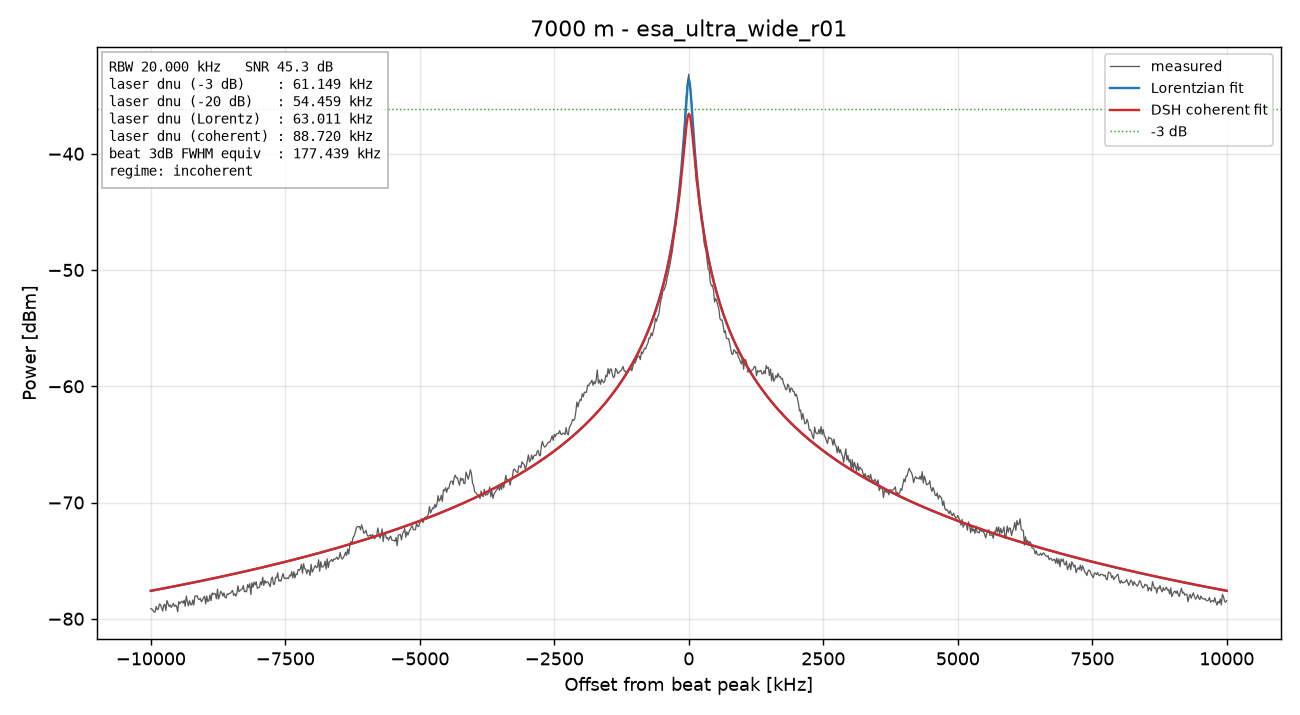 7000 m - esa_ultra_wide_r01
RBW 20.000 kHz   SNR 45.3 dB
laser dnu (-3 dB)    : 61.149 kHz
laser dnu (-20 dB)   : 54.459 kHz
laser dnu (Lorentz)  : 63.011 kHz
laser dnu (coherent) : 88.720 kHz
beat 3dB FWHM equiv  : 177.439 kHz
regime: incoherent
measured
Lorentzian fit
DSH coherent fit
-3 dB
Power [dBm]
−40
−50
−60
−70
−80
−10000
−7500
−5000
−2500
0
2500
5000
7500
10000
Offset from beat peak [kHz]